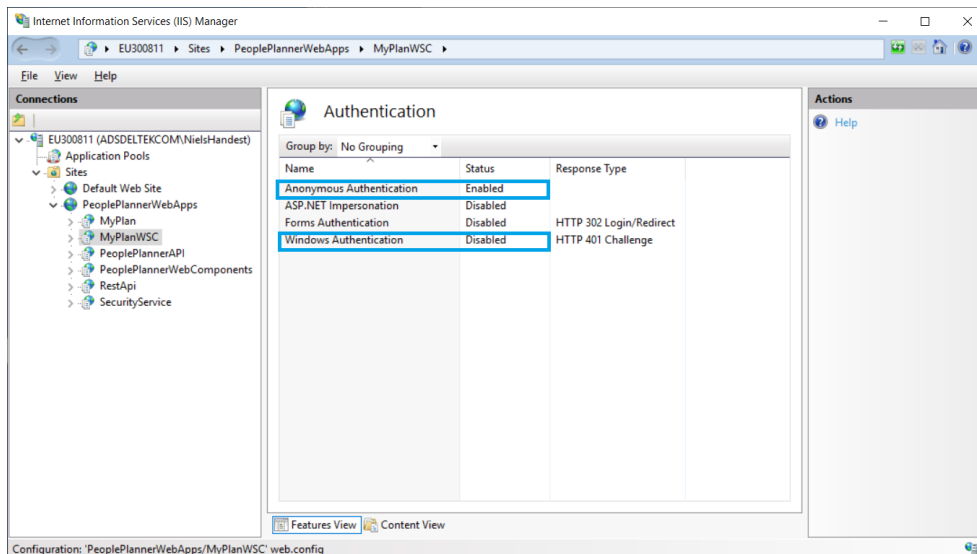 Internet Information Services (IIS) Manager
EU300811 Sites PeoplePlannerWebApps MyPlanWSC
File View Help
Connections
EU300811 (ADSDELTEKCOM\NielsHandest)
Application Pools
Sites
Default Web Site
PeoplePlannerWebApps
MyPlan
MyPlanWSC
PeoplePlannerAPI
PeoplePlannerWebComponents
RestApi
SecurityService
Authentication
Group by: No Grouping
Name Status Response Type
Anonymous Authentication Enabled
ASP.NET Impersonation Disabled
Forms Authentication Disabled HTTP 302 Login/Redirect
Windows Authentication Disabled HTTP 401 Challenge
Features View Content View
Actions
Help
Configuration: 'PeoplePlannerWebApps/MyPlanWSC' web.config